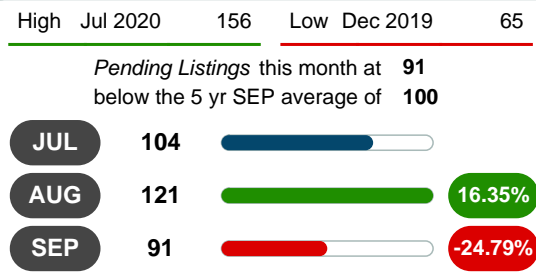 High Jul 2020 156 Low Dec 2019 65
Pending Listings this month at 91
below the 5 yr SEP average of 100
JUL 104
AUG 121 16.35%
SEP 91 -24.79%